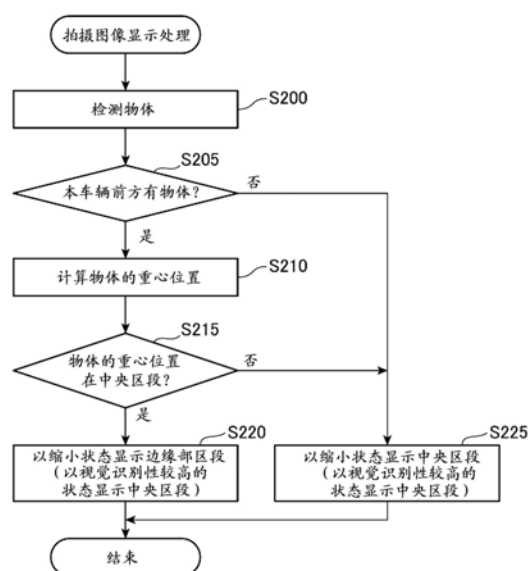 拍摄图像显示处理
检测物体
S200
S205
本车辆前方有物体？
否
是
计算物体的重心位置
S210
S215
物体的重心位置
在中央区段？
否
是
S220
以缩小状态显示边缘部区段
（以视觉识别性较高的
状态显示中央区段）
S225
以缩小状态显示中央区段
（以视觉识别性较高的
状态显示中央区段）
结束